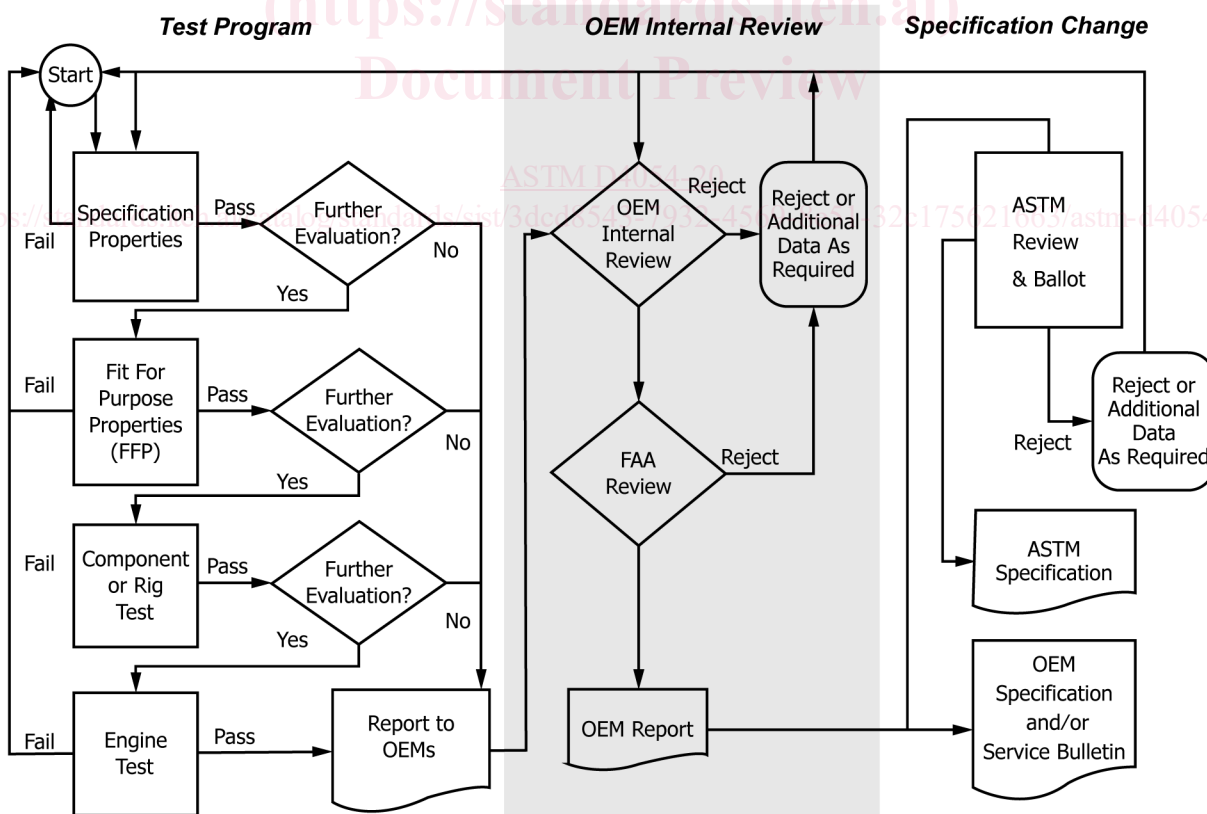 (https://standards.iteh.ai)
Document Preview
ASTM D4054-20
Test Program
OEM Internal Review
Specification Change
Start
Specification
Properties
Pass
Fail
Further
Evaluation?
No
Yes
Fit For
Purpose
Properties
(FFP)
Pass
Fail
Further
Evaluation?
No
Yes
Component
or Rig
Test
Pass
Fail
Further
Evaluation?
No
Yes
Engine
Test
Pass
Fail
Report to
OEMs
OEM
Internal
Review
Reject
Reject or
Additional
Data As
Required
FAA
Review
Reject
OEM Report
ASTM
Review
& Ballot
Reject
Reject or
Additional
Data
As Required
ASTM
Specification
OEM
Specification
and/or
Service Bulletin